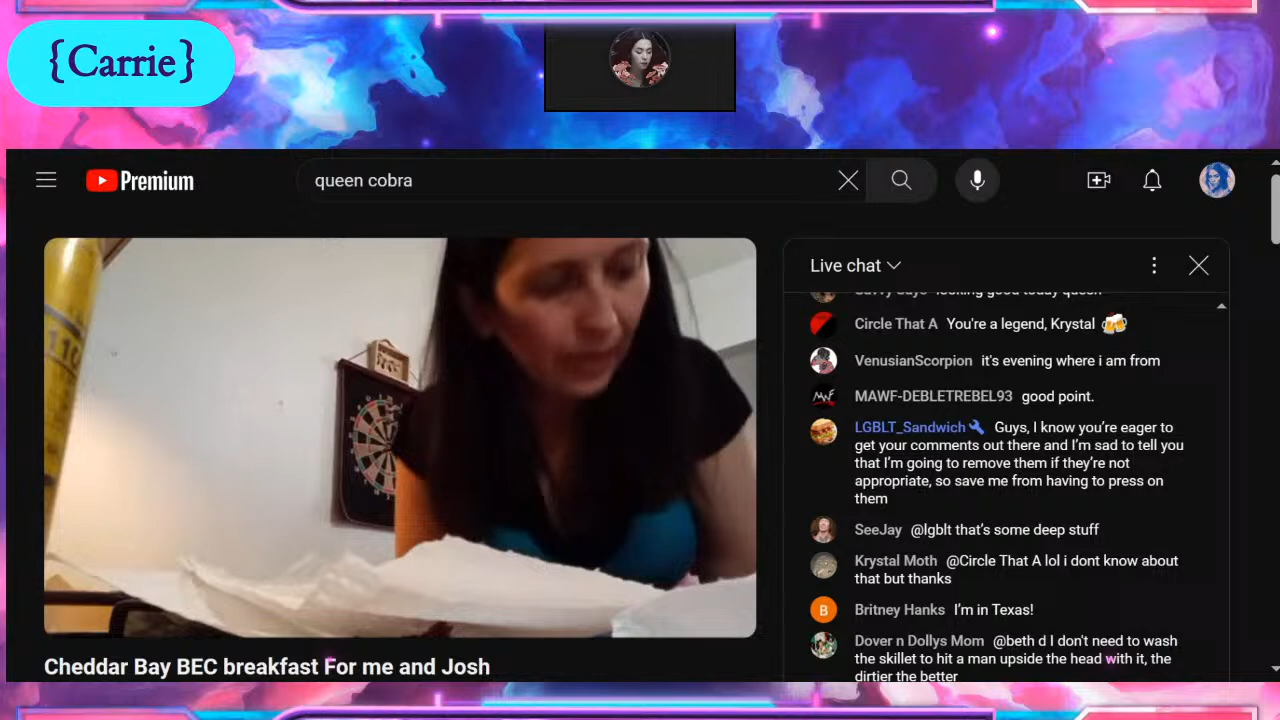 {Carrie}
Premium
queen cobra
Live chat
looking good today queen
Circle That A You're a legend, Krystal
VenusianScorpion it's evening where i am from
MAWF-DEBLETREBEL93 good point.
LGBLT_Sandwich Guys, I know you're eager to
get your comments out there and I'm sad to tell you
that I'm going to remove them if they're not
appropriate, so save me from having to press on
them
SeeJay @lgblt that's some deep stuff
Krystal Moth @Circle That A lol i dont know about
that but thanks
B
Britney Hanks I'm in Texas!
Dover n Dollys Mom @beth d I don't need to wash
the skillet to hit a man upside the head with it, the
dirtier the better
Cheddar Bay BEC breakfast For me and Josh